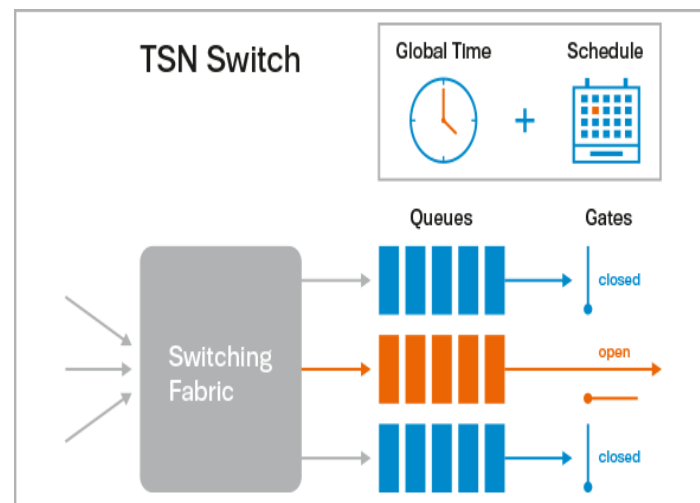 TSN Switch
Global Time
Schedule
+
Queues
Gates
closed
Switching
Fabric
open
closed